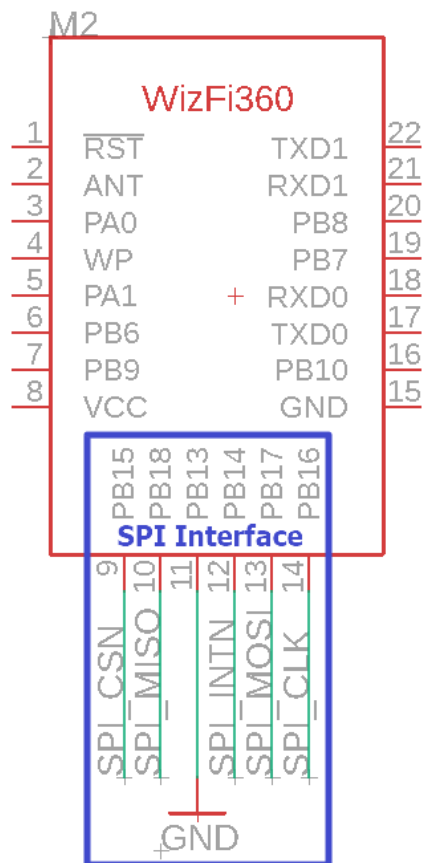 M2
WizFi360
1 RST TXD1 22
2 ANT RXD1 21
3 PA0 PB8 20
4 WP PB7 19
5 PA1 RXD0 18
6 PB6 TXD0 17
7 PB9 PB10 16
8 VCC GND 15
PB15 PB18 PB13 PB14 PB17 PB16
SPI Interface
9 10 11 12 13 14
SPI_CSN SPI_MISO SPI_INTN SPI_MOSI SPI_CLK
GND